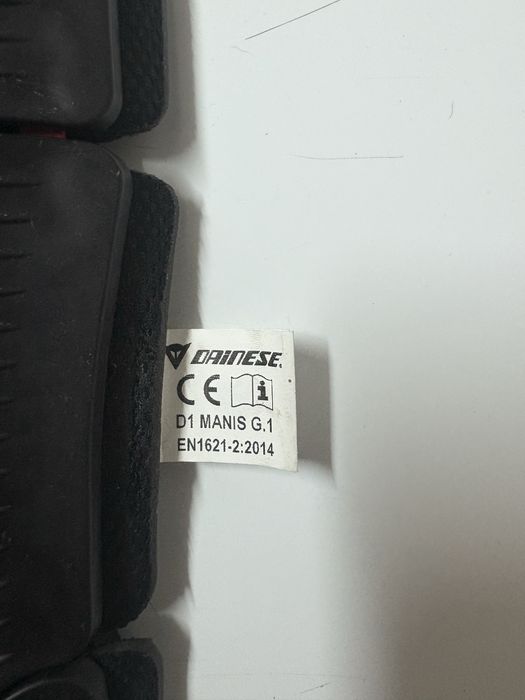 DAINESE
CE i
D1 MANIS G.1
EN1621-2:2014